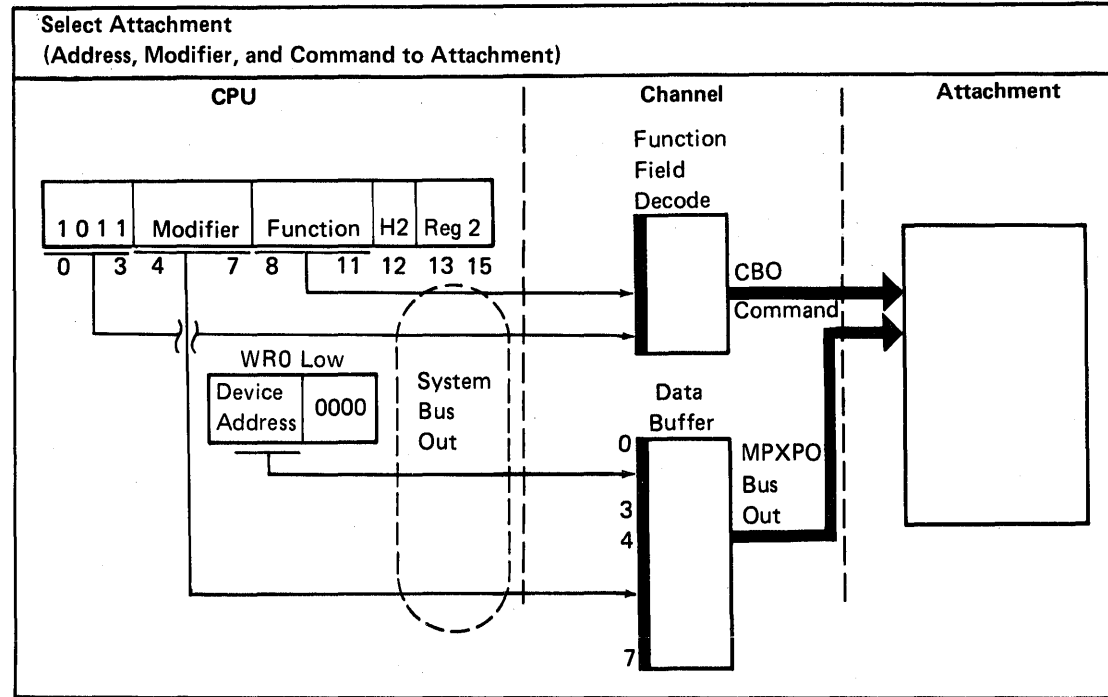 Select Attachment
(Address, Modifier, and Command to Attachment)
CPU
Channel
Attachment
Function
Field
Decode
1 0 1 1
Modifier
Function
H2
Reg 2
0 3 4 7 8 11 12 13 15
CBO
Command
WR0 Low
Device
Address
0000
System
Bus
Out
Data
Buffer
0
3
4
7
MPXPO
Bus
Out